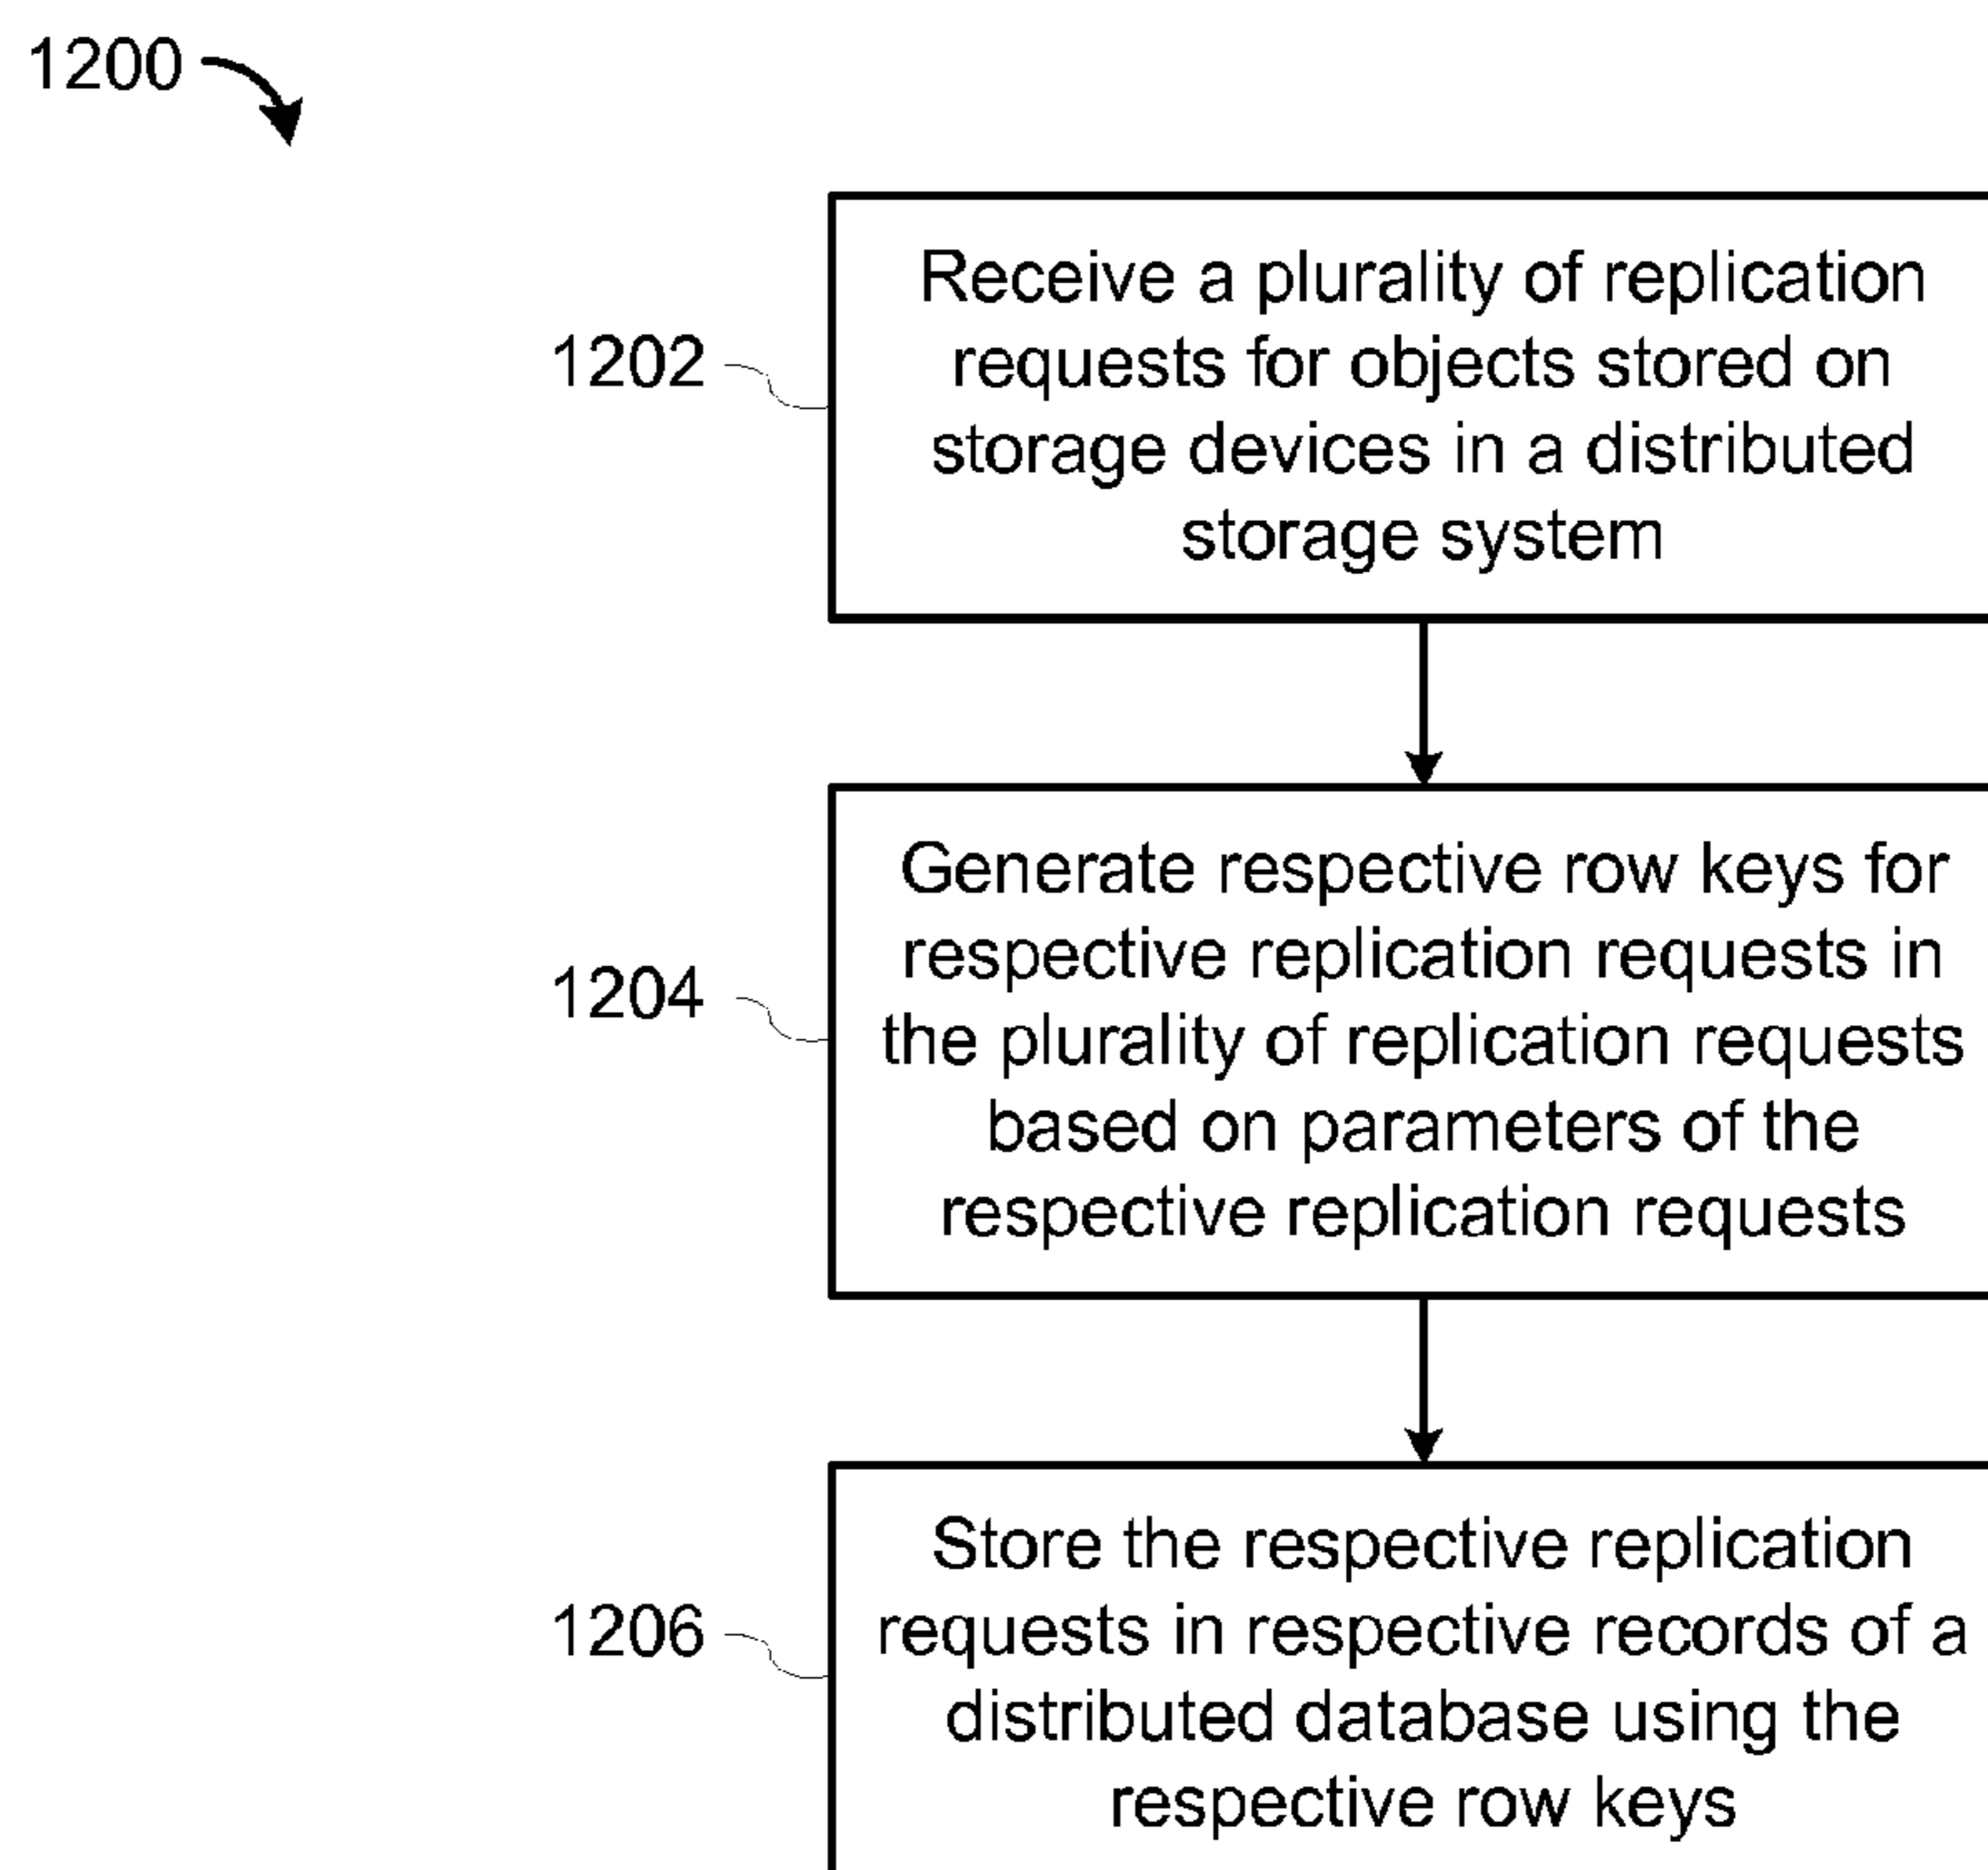 1200
1202
Receive a plurality of replication
requests for objects stored on
storage devices in a distributed
storage system
1204
Generate respective row keys for
respective replication requests in
the plurality of replication requests
based on parameters of the
respective replication requests
1206
Store the respective replication
requests in respective records of a
distributed database using the
respective row keys